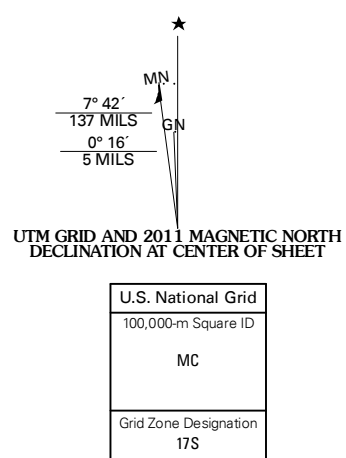 ★
MN
7° 42´
137 MILS
GN
0° 16´
5 MILS
UTM GRID AND 2011 MAGNETIC NORTH
DECLINATION AT CENTER OF SHEET
U.S. National Grid
100,000-m Square ID
MC
Grid Zone Designation
17S